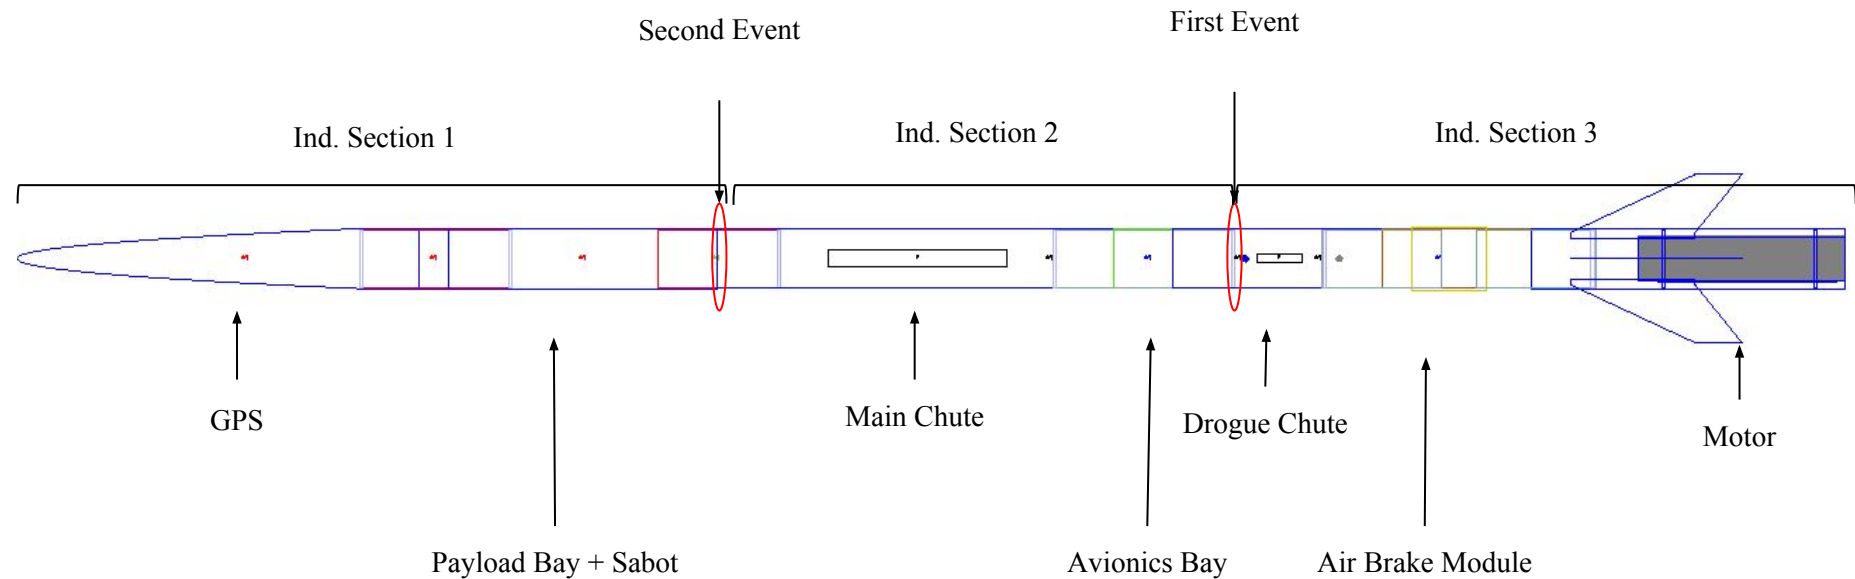 Second Event
First Event
Ind. Section 1
Ind. Section 2
Ind. Section 3
GPS
Main Chute
Drogue Chute
Motor
Payload Bay + Sabot
Avionics Bay
Air Brake Module